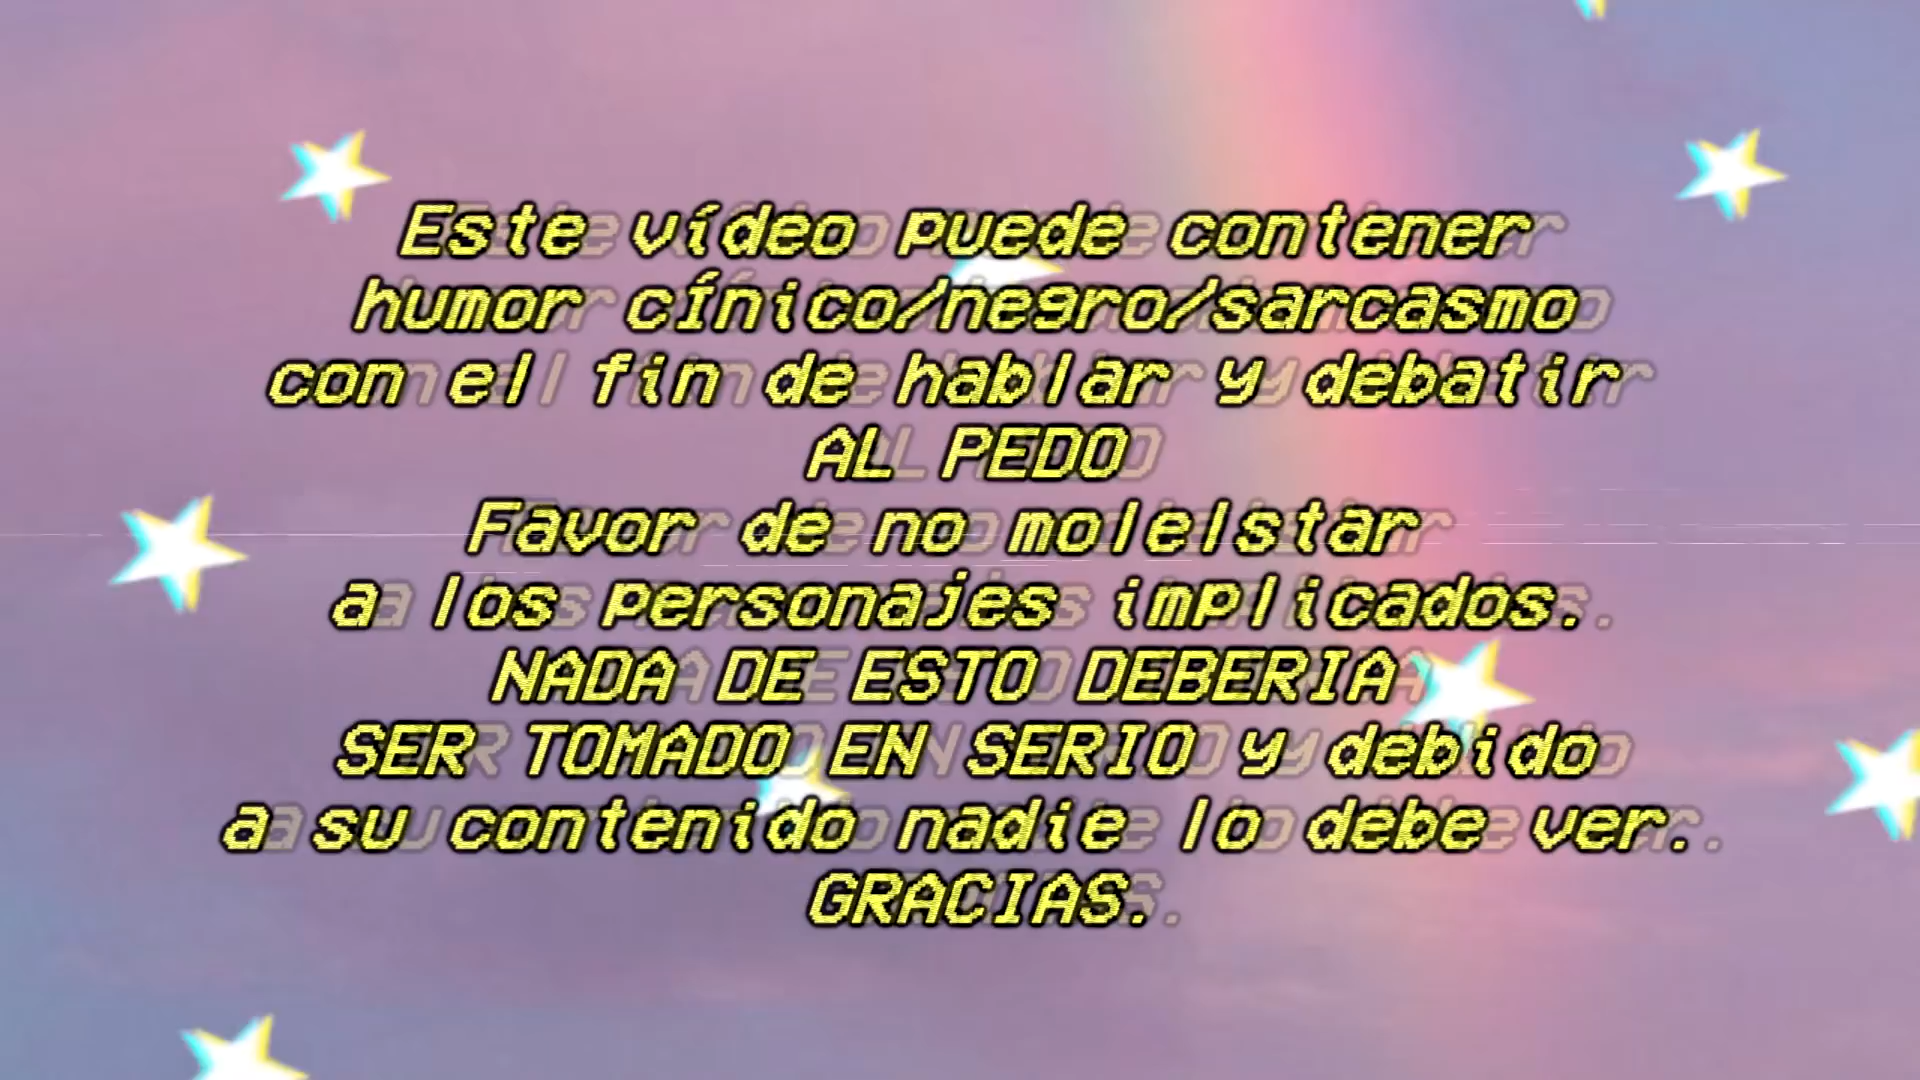 Este vídeo puede contener
humor cÍnico/negro/sarcasmo
con el fin de hablar y debatir
AL PEDO
Favor de no molelstar
a los personajes implicados.
NADA DE ESTO DEBERIA
SER TOMADO EN SERIO y debido
a su contenido nadie lo debe ver.
GRACIAS.